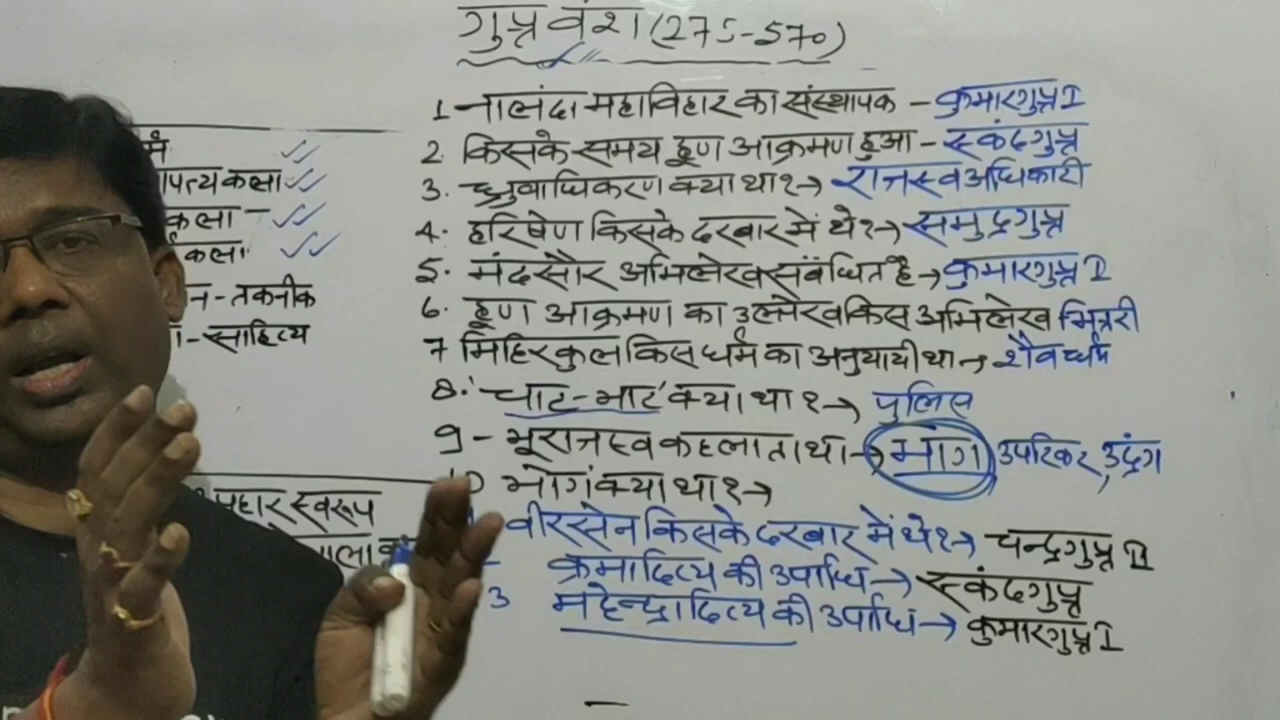 गुप्त वंश (275-570)
1 - नालंदा महाविहार का संस्थापक - कुमारगुप्त I
2. किसके समय हूण आक्रमण हुआ - स्कंदगुप्त
3. ध्रुवाधिकरण क्या था? → राजस्व अधिकारी
4. हरिषेण किसके दरबार में थे? → समुद्रगुप्त
5. मंदसौर अभिलेख संबंधित है → कुमारगुप्त I
6. हूण आक्रमण का उल्लेख किस अभिलेख भितरी
7 मिहिरकुल किस धर्म का अनुयायी था → शैव धर्म
8. 'चाट-भाट' क्या था? → पुलिस
9 - भूराजस्व कहलाता था → भाग उपरिकर, उद्रंग
भोग क्या था? →
वीरसेन किसके दरबार में थे? → चन्द्रगुप्त II
क्रमादित्य की उपाधि → स्कंदगुप्त
3 महेन्द्रादित्य की उपाधि → कुमारगुप्त I
पत्य कला
कला -
कला
न - तकनीक
- साहित्य
स्वरूप